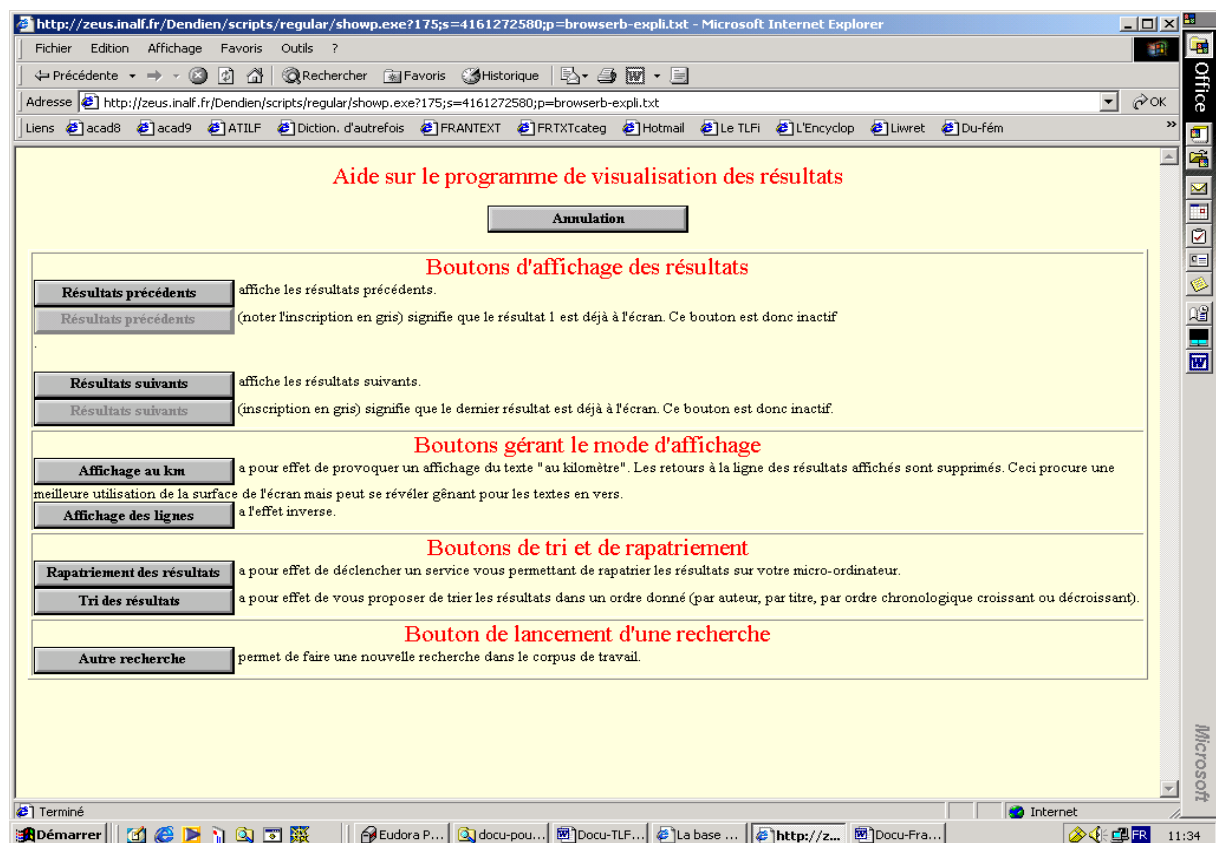 http://zeus.inalf.fr/Dendien/scripts/regular/showp.exe?175;s=4161272580;p=browserb-expli.txt - Microsoft Internet Explorer
Fichier Edition Affichage Favoris Outils ?
Précédente Rechercher Favoris Historique
Adresse http://zeus.inalf.fr/Dendien/scripts/regular/showp.exe?175;s=4161272580;p=browserb-expli.txt OK
Liens acad8 acad9 ATILF Diction. d'autrefois FRANTEXT FRTXTcateg Hotmail Le TLFi L'Encyclop Liwret Du-fém »
Office
Aide sur le programme de visualisation des résultats
Annulation
Boutons d'affichage des résultats
Résultats précédents affiche les résultats précédents.
Résultats précédents (noter l'inscription en gris) signifie que le résultat 1 est déjà à l'écran. Ce bouton est donc inactif
.
Résultats suivants affiche les résultats suivants.
Résultats suivants (inscription en gris) signifie que le dernier résultat est déjà à l'écran. Ce bouton est donc inactif.
Boutons gérant le mode d'affichage
Affichage au km a pour effet de provoquer un affichage du texte "au kilomètre". Les retours à la ligne des résultats affichés sont supprimés. Ceci procure une
meilleure utilisation de la surface de l'écran mais peut se révéler gênant pour les textes en vers.
Affichage des lignes a l'effet inverse.
Boutons de tri et de rapatriement
Rapatriement des résultats a pour effet de déclencher un service vous permettant de rapatrier les résultats sur votre micro-ordinateur.
Tri des résultats a pour effet de vous proposer de trier les résultats dans un ordre donné (par auteur, par titre, par ordre chronologique croissant ou décroissant).
Bouton de lancement d'une recherche
Autre recherche permet de faire une nouvelle recherche dans le corpus de travail.
Microsoft
Terminé Internet
Démarrer Eudora P... docu-pou... Docu-TLF... La base ... http://z... Docu-Fra... FR 11:34